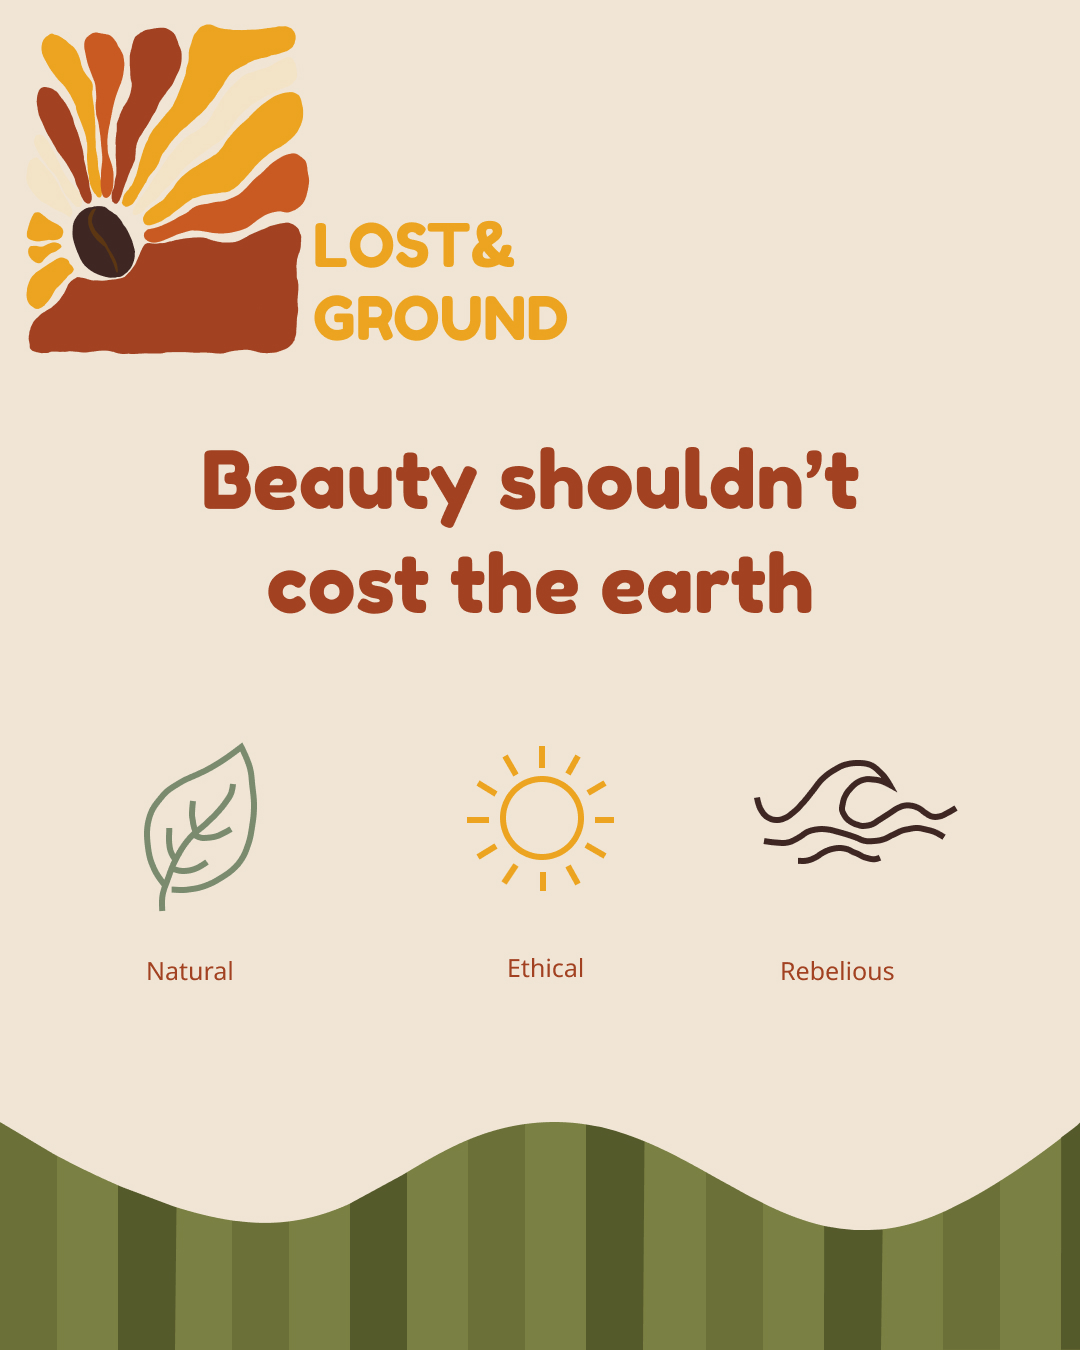 LOST&
GROUND
Beauty shouldn’t
cost the earth
Natural
Ethical
Rebelious